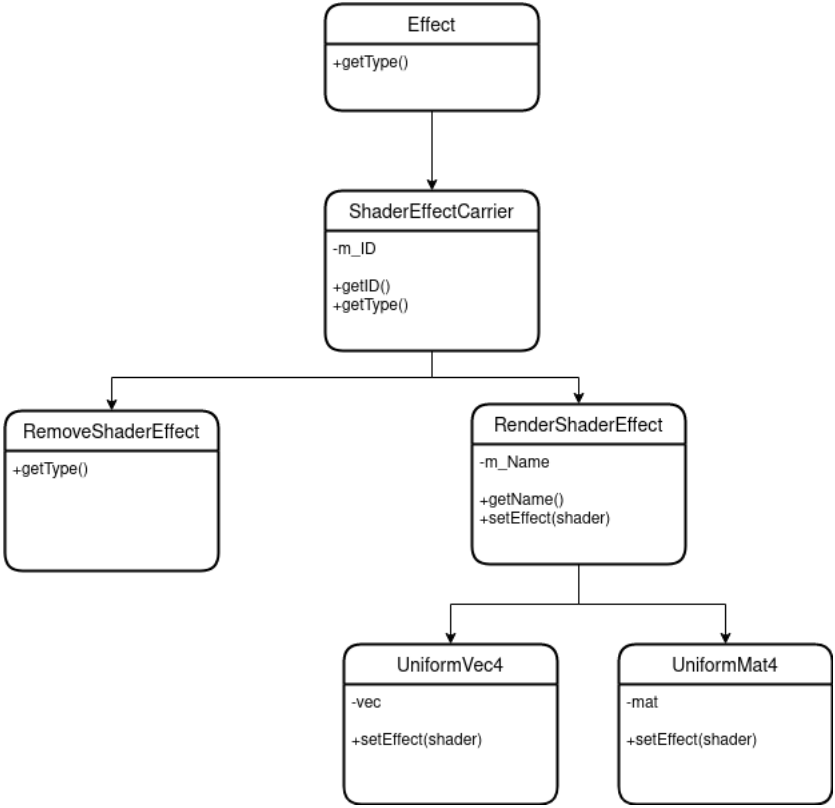 Effect
+getType()
ShaderEffectCarrier
-m_ID
+getID()
+getType()
RemoveShaderEffect
+getType()
RenderShaderEffect
-m_Name
+getName()
+setEffect(shader)
UniformVec4
-vec
+setEffect(shader)
UniformMat4
-mat
+setEffect(shader)